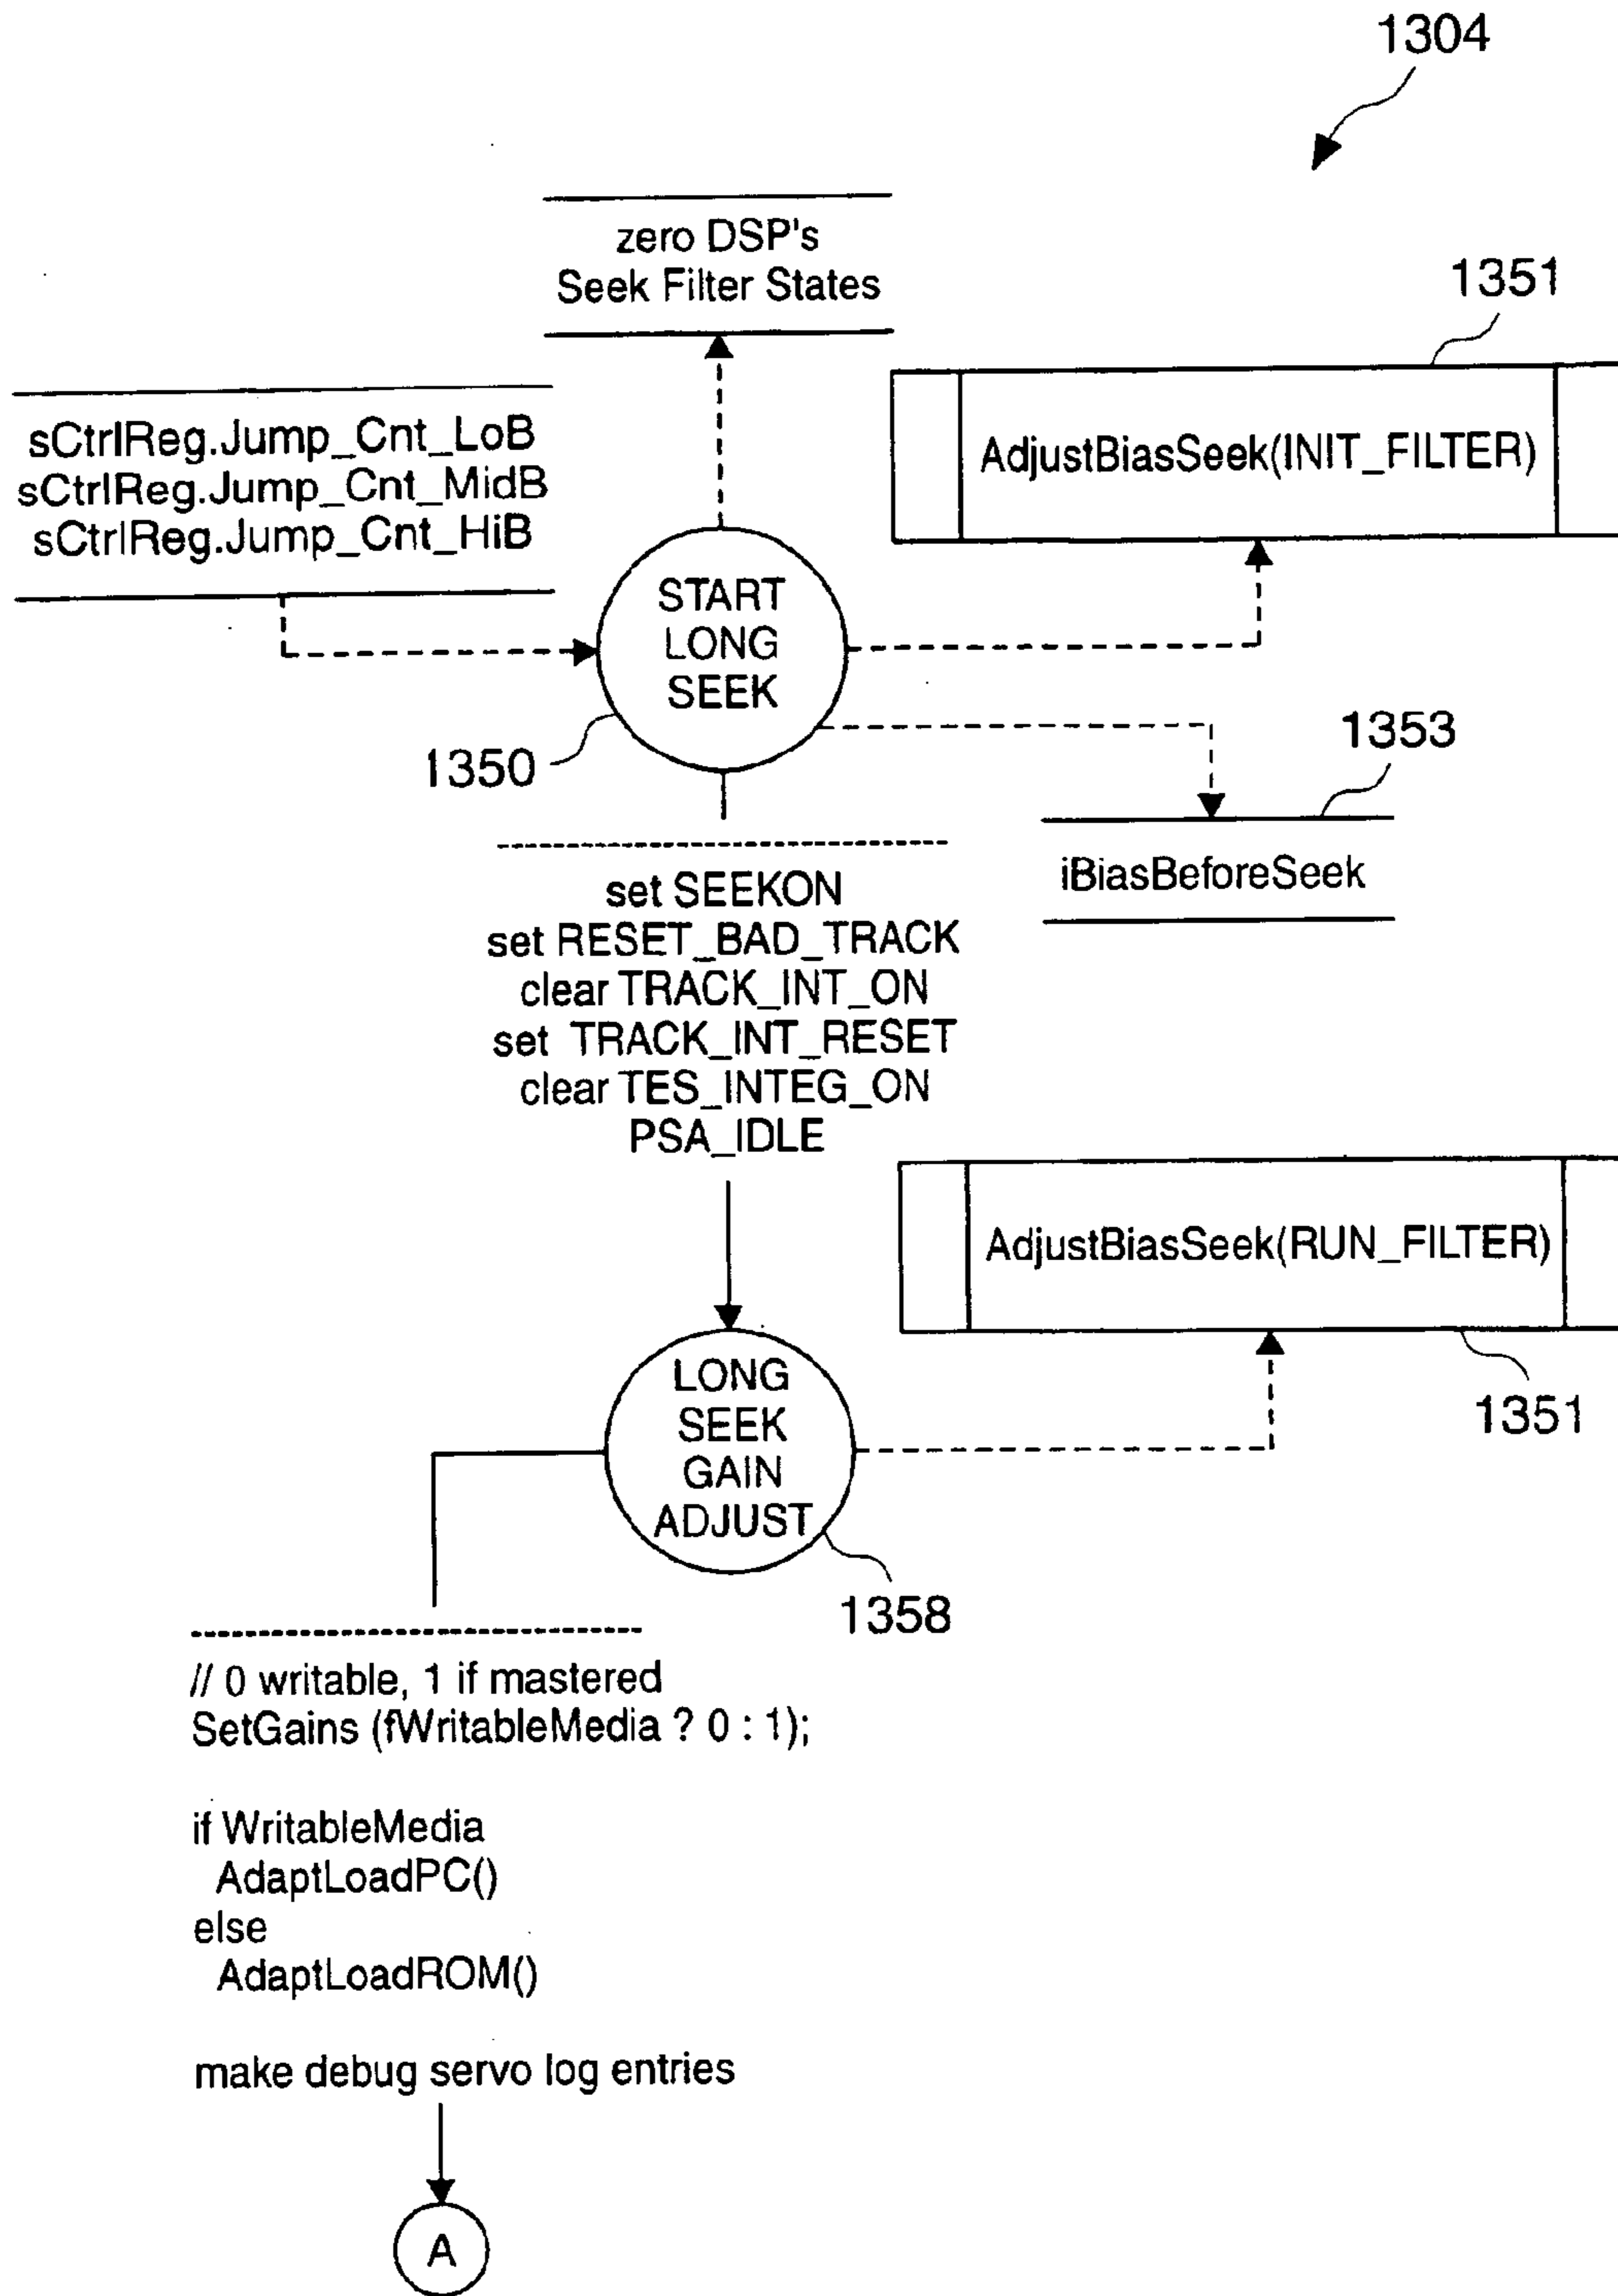 1304
zero DSP's
Seek Filter States
1351
sCtrlReg.Jump_Cnt_LoB
sCtrlReg.Jump_Cnt_MidB
sCtrlReg.Jump_Cnt_HiB
AdjustBiasSeek(INIT_FILTER)
START
LONG
SEEK
1350
1353
iBiasBeforeSeek
set SEEKON
set RESET_BAD_TRACK
clear TRACK_INT_ON
set TRACK_INT_RESET
clear TES_INTEG_ON
PSA_IDLE
AdjustBiasSeek(RUN_FILTER)
1351
LONG
SEEK
GAIN
ADJUST
1358
// 0 writable, 1 if mastered
SetGains (fWritableMedia ? 0 : 1);
if WritableMedia
AdaptLoadPC()
else
AdaptLoadROM()
make debug servo log entries
A